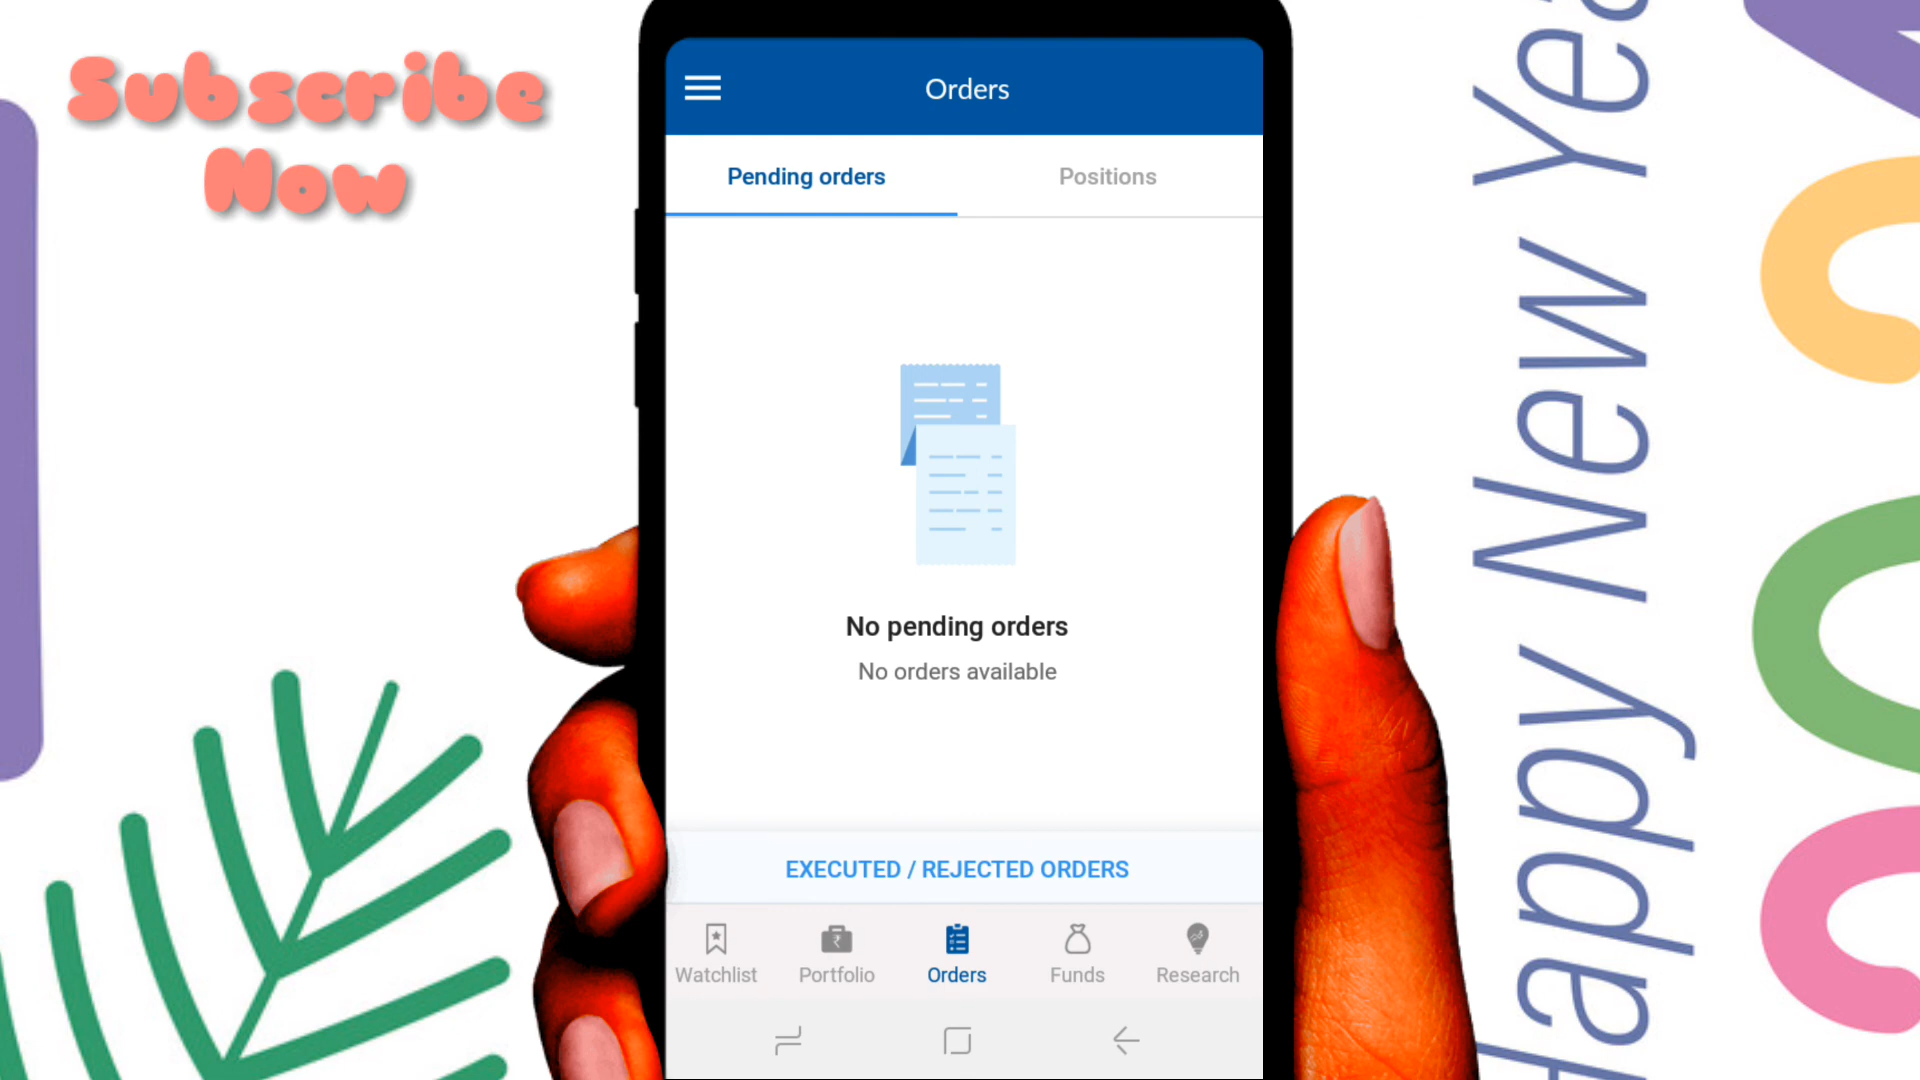 Subscribe
Now
Orders
Pending orders
Positions
No pending orders
No orders available
EXECUTED / REJECTED ORDERS
Watchlist
Portfolio
Orders
Funds
Research
Happy New Yea